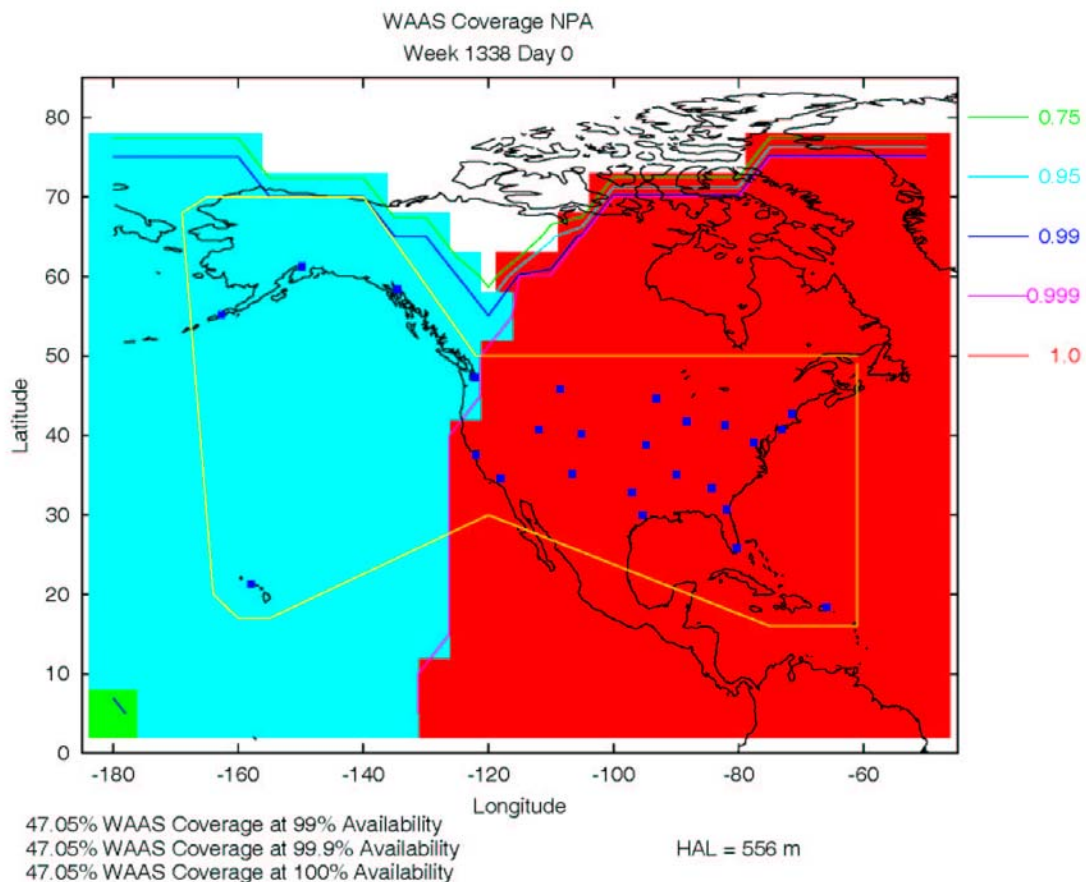 WAAS Coverage NPA
Week 1338 Day 0
80
70
60
50
40
30
20
10
0
Latitude
-180
-160
-140
-120
-100
-80
-60
Longitude
0.75
0.95
0.99
0.999
1.0
47.05% WAAS Coverage at 99% Availability
47.05% WAAS Coverage at 99.9% Availability
47.05% WAAS Coverage at 100% Availability
HAL = 556 m